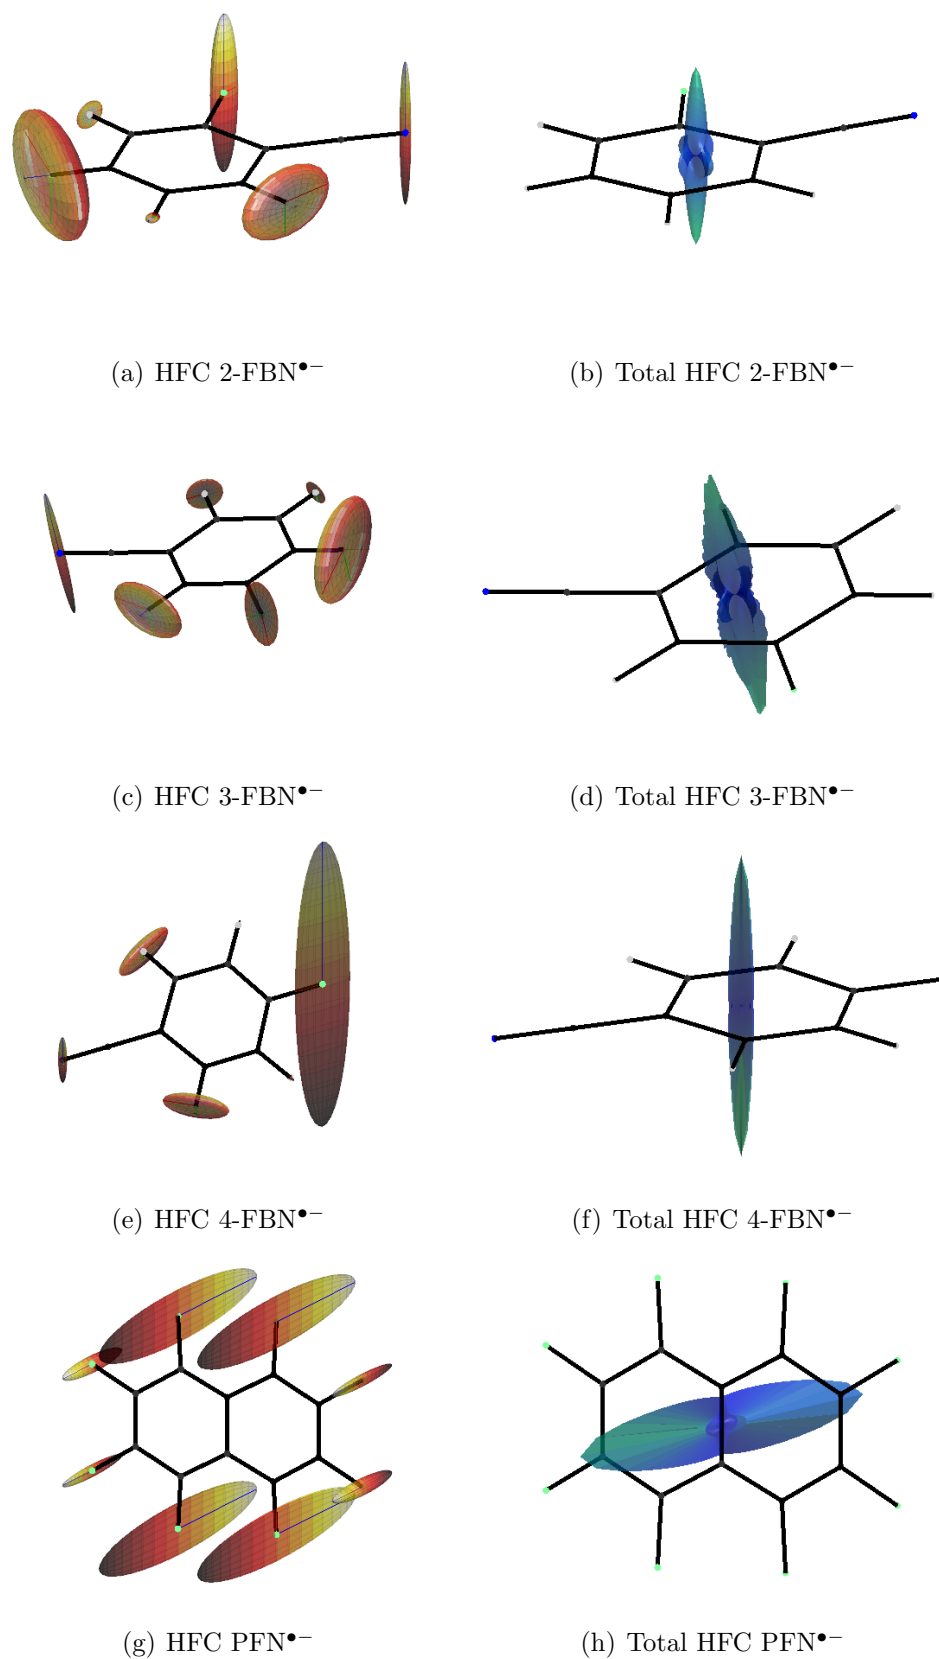 (a) HFC 2-FBN•−
(b) Total HFC 2-FBN•−
(c) HFC 3-FBN•−
(d) Total HFC 3-FBN•−
(e) HFC 4-FBN•−
(f) Total HFC 4-FBN•−
(g) HFC PFN•−
(h) Total HFC PFN•−